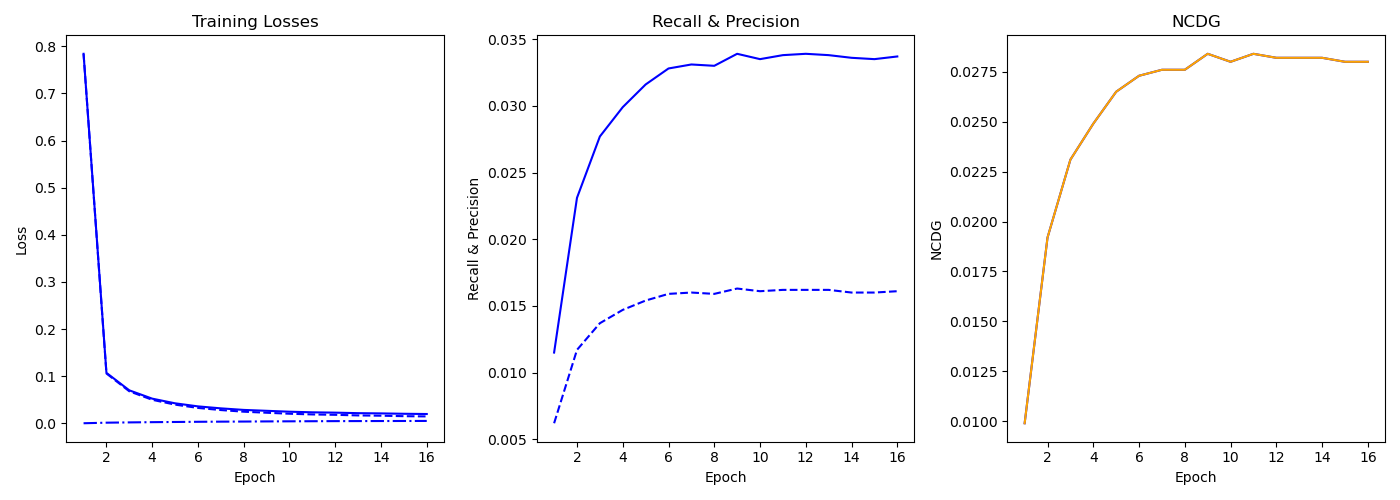 Training Losses
Loss
0.8
0.7
0.6
0.5
0.4
0.3
0.2
0.1
0.0
2 4 6 8 10 12 14 16
Epoch
Recall & Precision
Recall & Precision
0.035
0.030
0.025
0.020
0.015
0.010
0.005
2 4 6 8 10 12 14 16
Epoch
NCDG
NCDG
0.0275
0.0250
0.0225
0.0200
0.0175
0.0150
0.0125
0.0100
2 4 6 8 10 12 14 16
Epoch